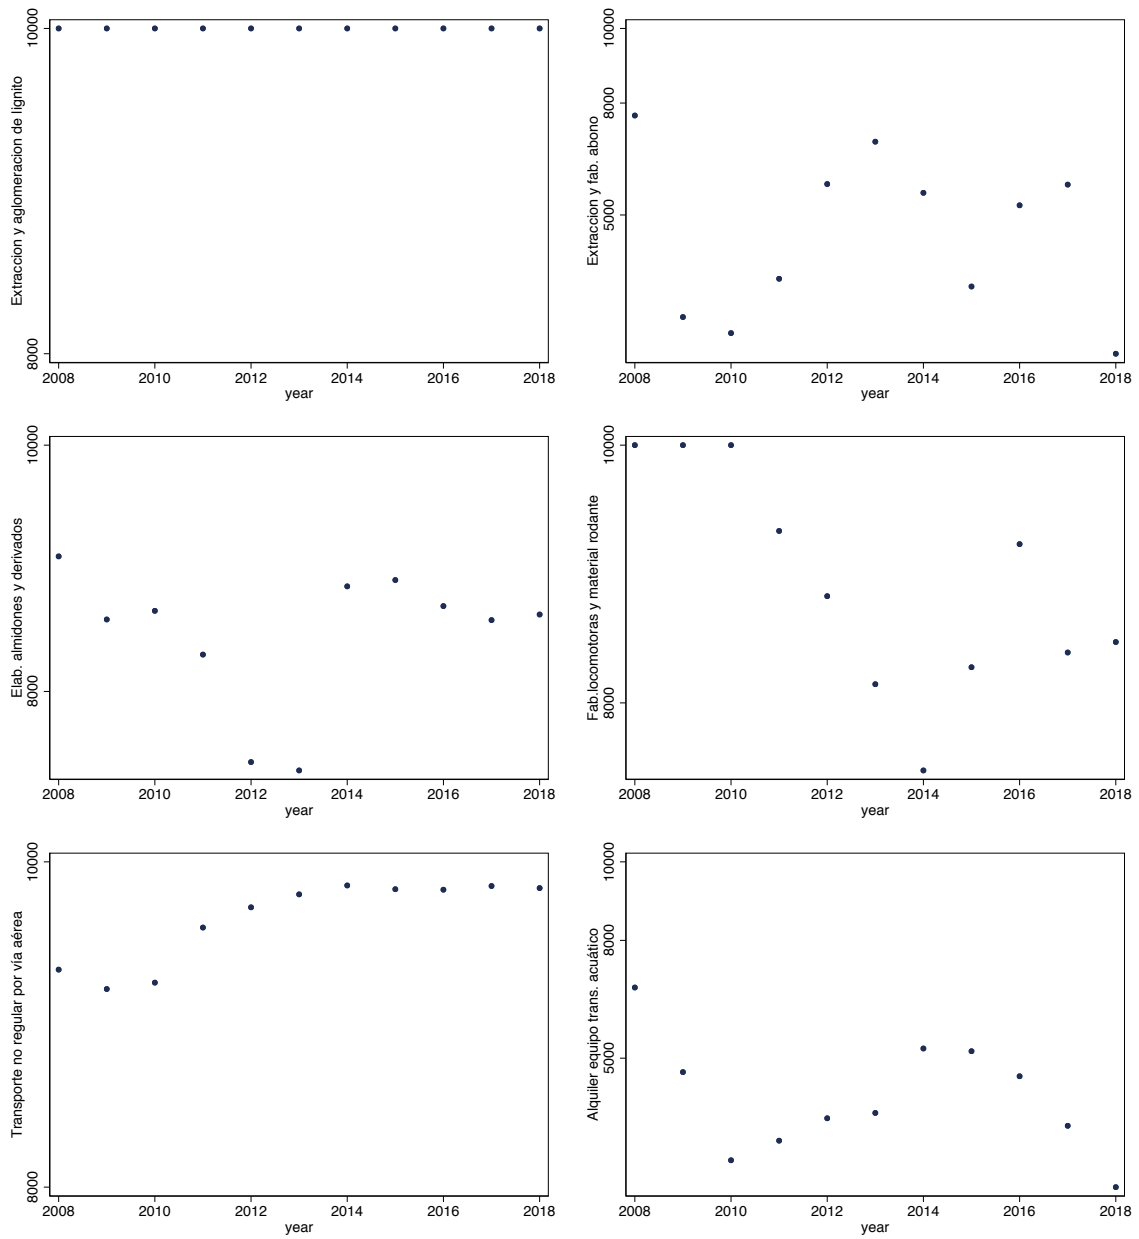 Extraccion y aglomeracion de lignito
10000
8000
2008 2010 2012 2014 2016 2018
year
Extraccion y fab. abono
10000
8000
5000
2008 2010 2012 2014 2016 2018
year
Elab. almidones y derivados
10000
8000
2008 2010 2012 2014 2016 2018
year
Fab.locomotoras y material rodante
10000
8000
2008 2010 2012 2014 2016 2018
year
Transporte no regular por vía aérea
10000
8000
2008 2010 2012 2014 2016 2018
year
Alquiler equipo trans. acuático
10000
8000
5000
2008 2010 2012 2014 2016 2018
year